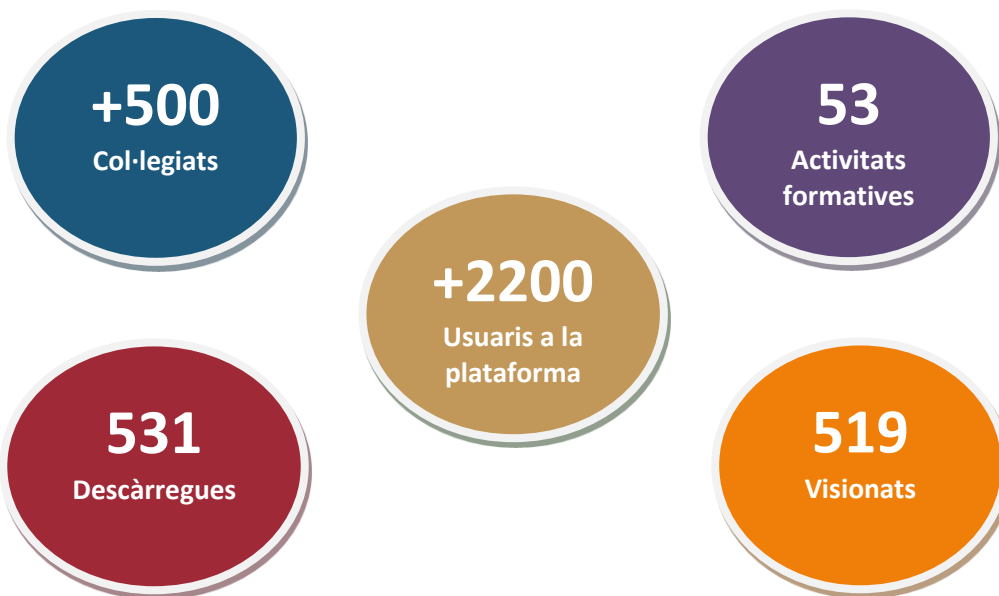 +500
Col·legiats
53
Activitats
formatives
+2200
Usuaris a la
plataforma
531
Descàrregues
519
Visionats